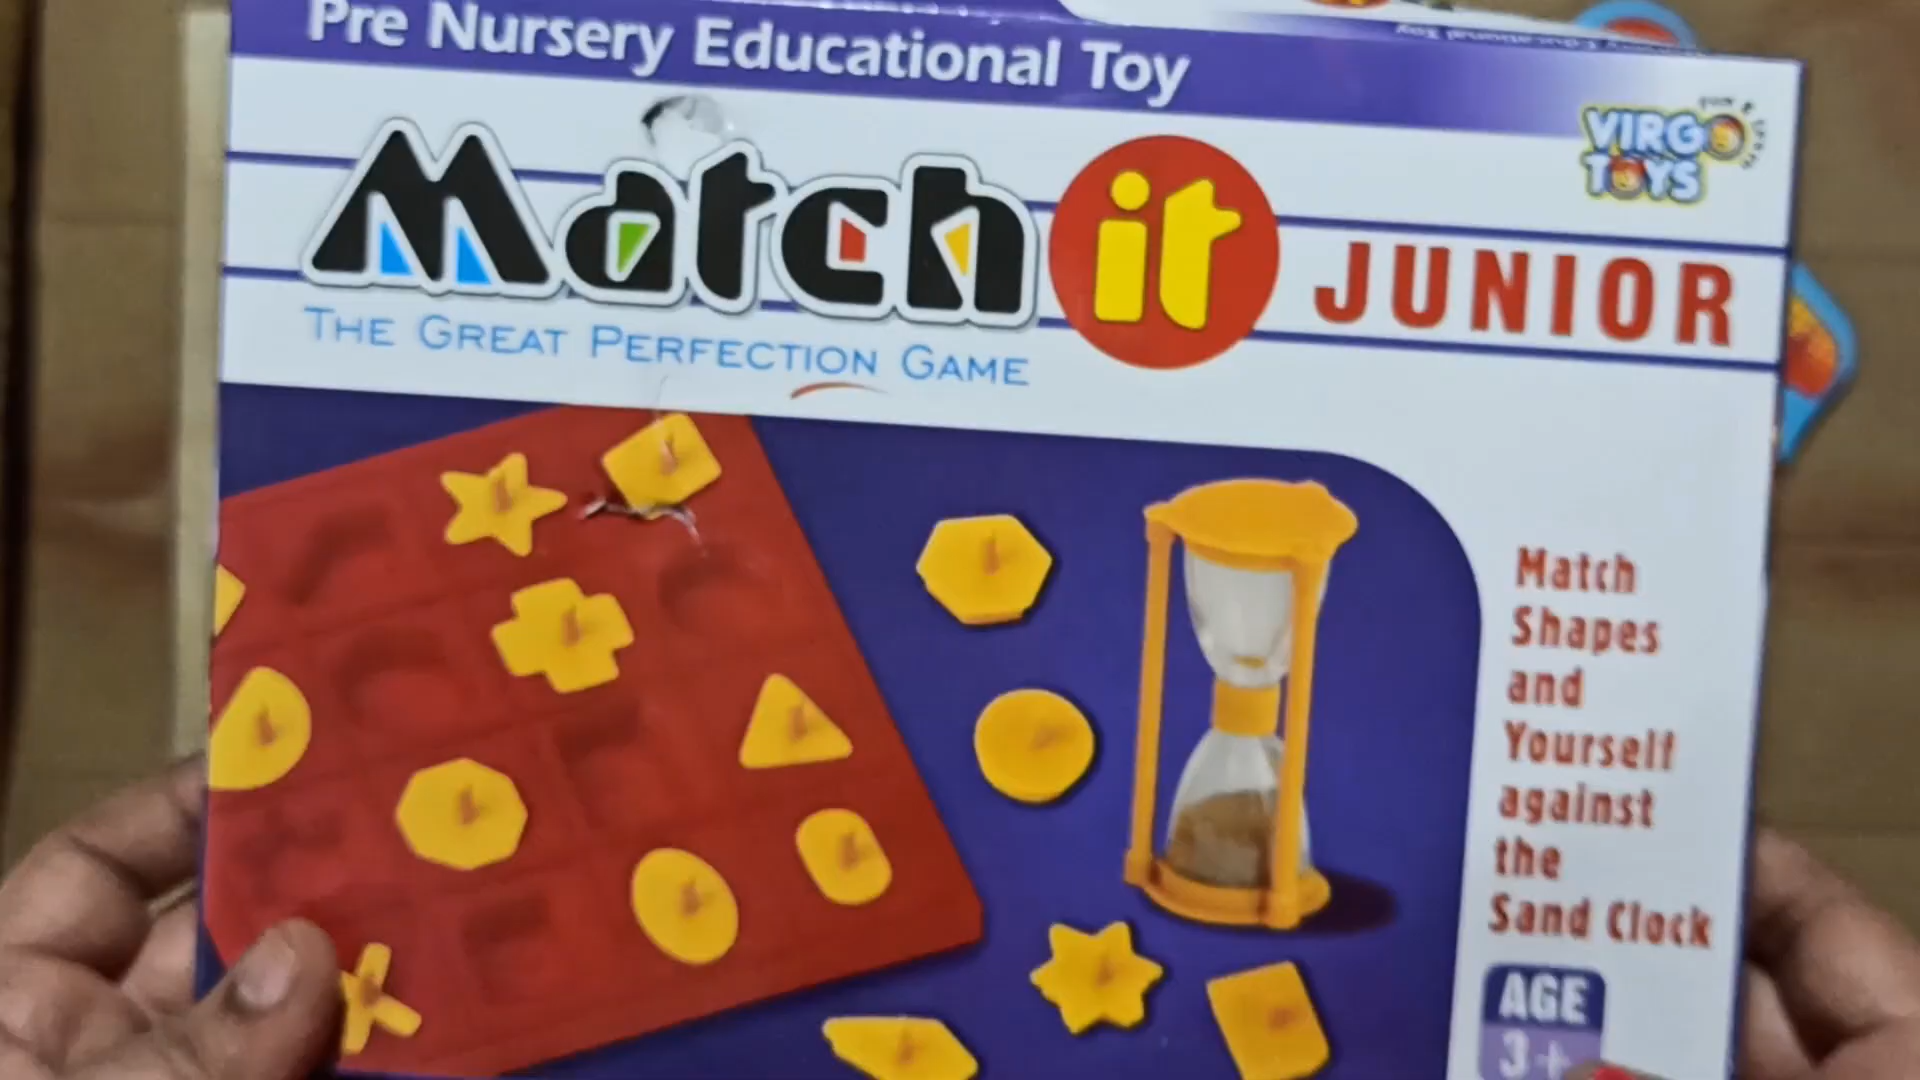 Pre Nursery Educational Toy
Match it JUNIOR
VIRGO
TOYS
THE GREAT PERFECTION GAME
Match
Shapes
and
Yourself
against
the
Sand Clock
AGE
3+